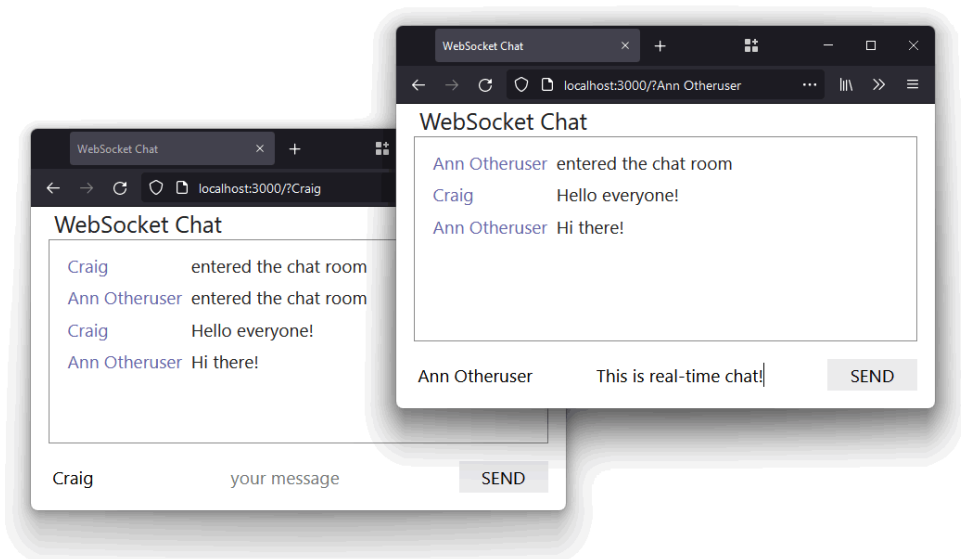 WebSocket Chat
localhost:3000/?Ann Otheruser
WebSocket Chat
Ann Otheruser entered the chat room
Craig Hello everyone!
Ann Otheruser Hi there!
Ann Otheruser This is real-time chat! SEND
WebSocket Chat
localhost:3000/?Craig
WebSocket Chat
Craig entered the chat room
Ann Otheruser entered the chat room
Craig Hello everyone!
Ann Otheruser Hi there!
Craig your message SEND